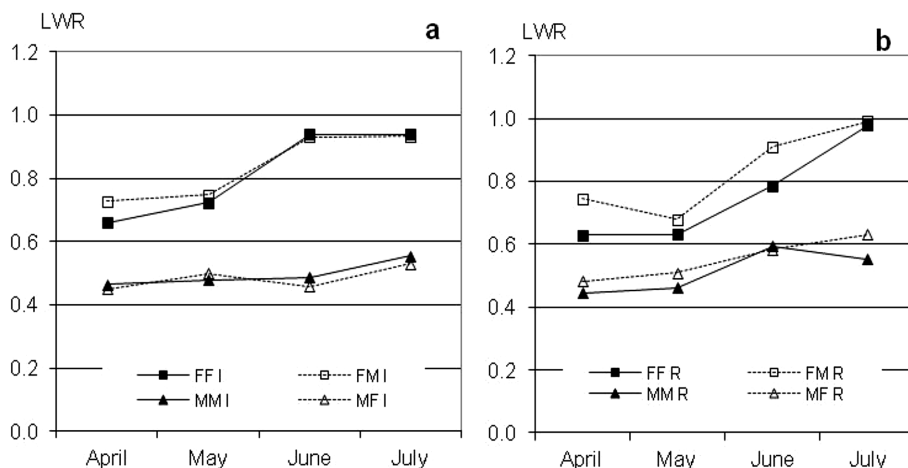 LWR
a
1.2
1.0
0.8
0.6
0.4
0.2
0.0
FF I
FM I
MM I
MF I
April May June July
LWR
b
1.2
1.0
0.8
0.6
0.4
0.2
0.0
FF R
FM R
MM R
MF R
April May June July